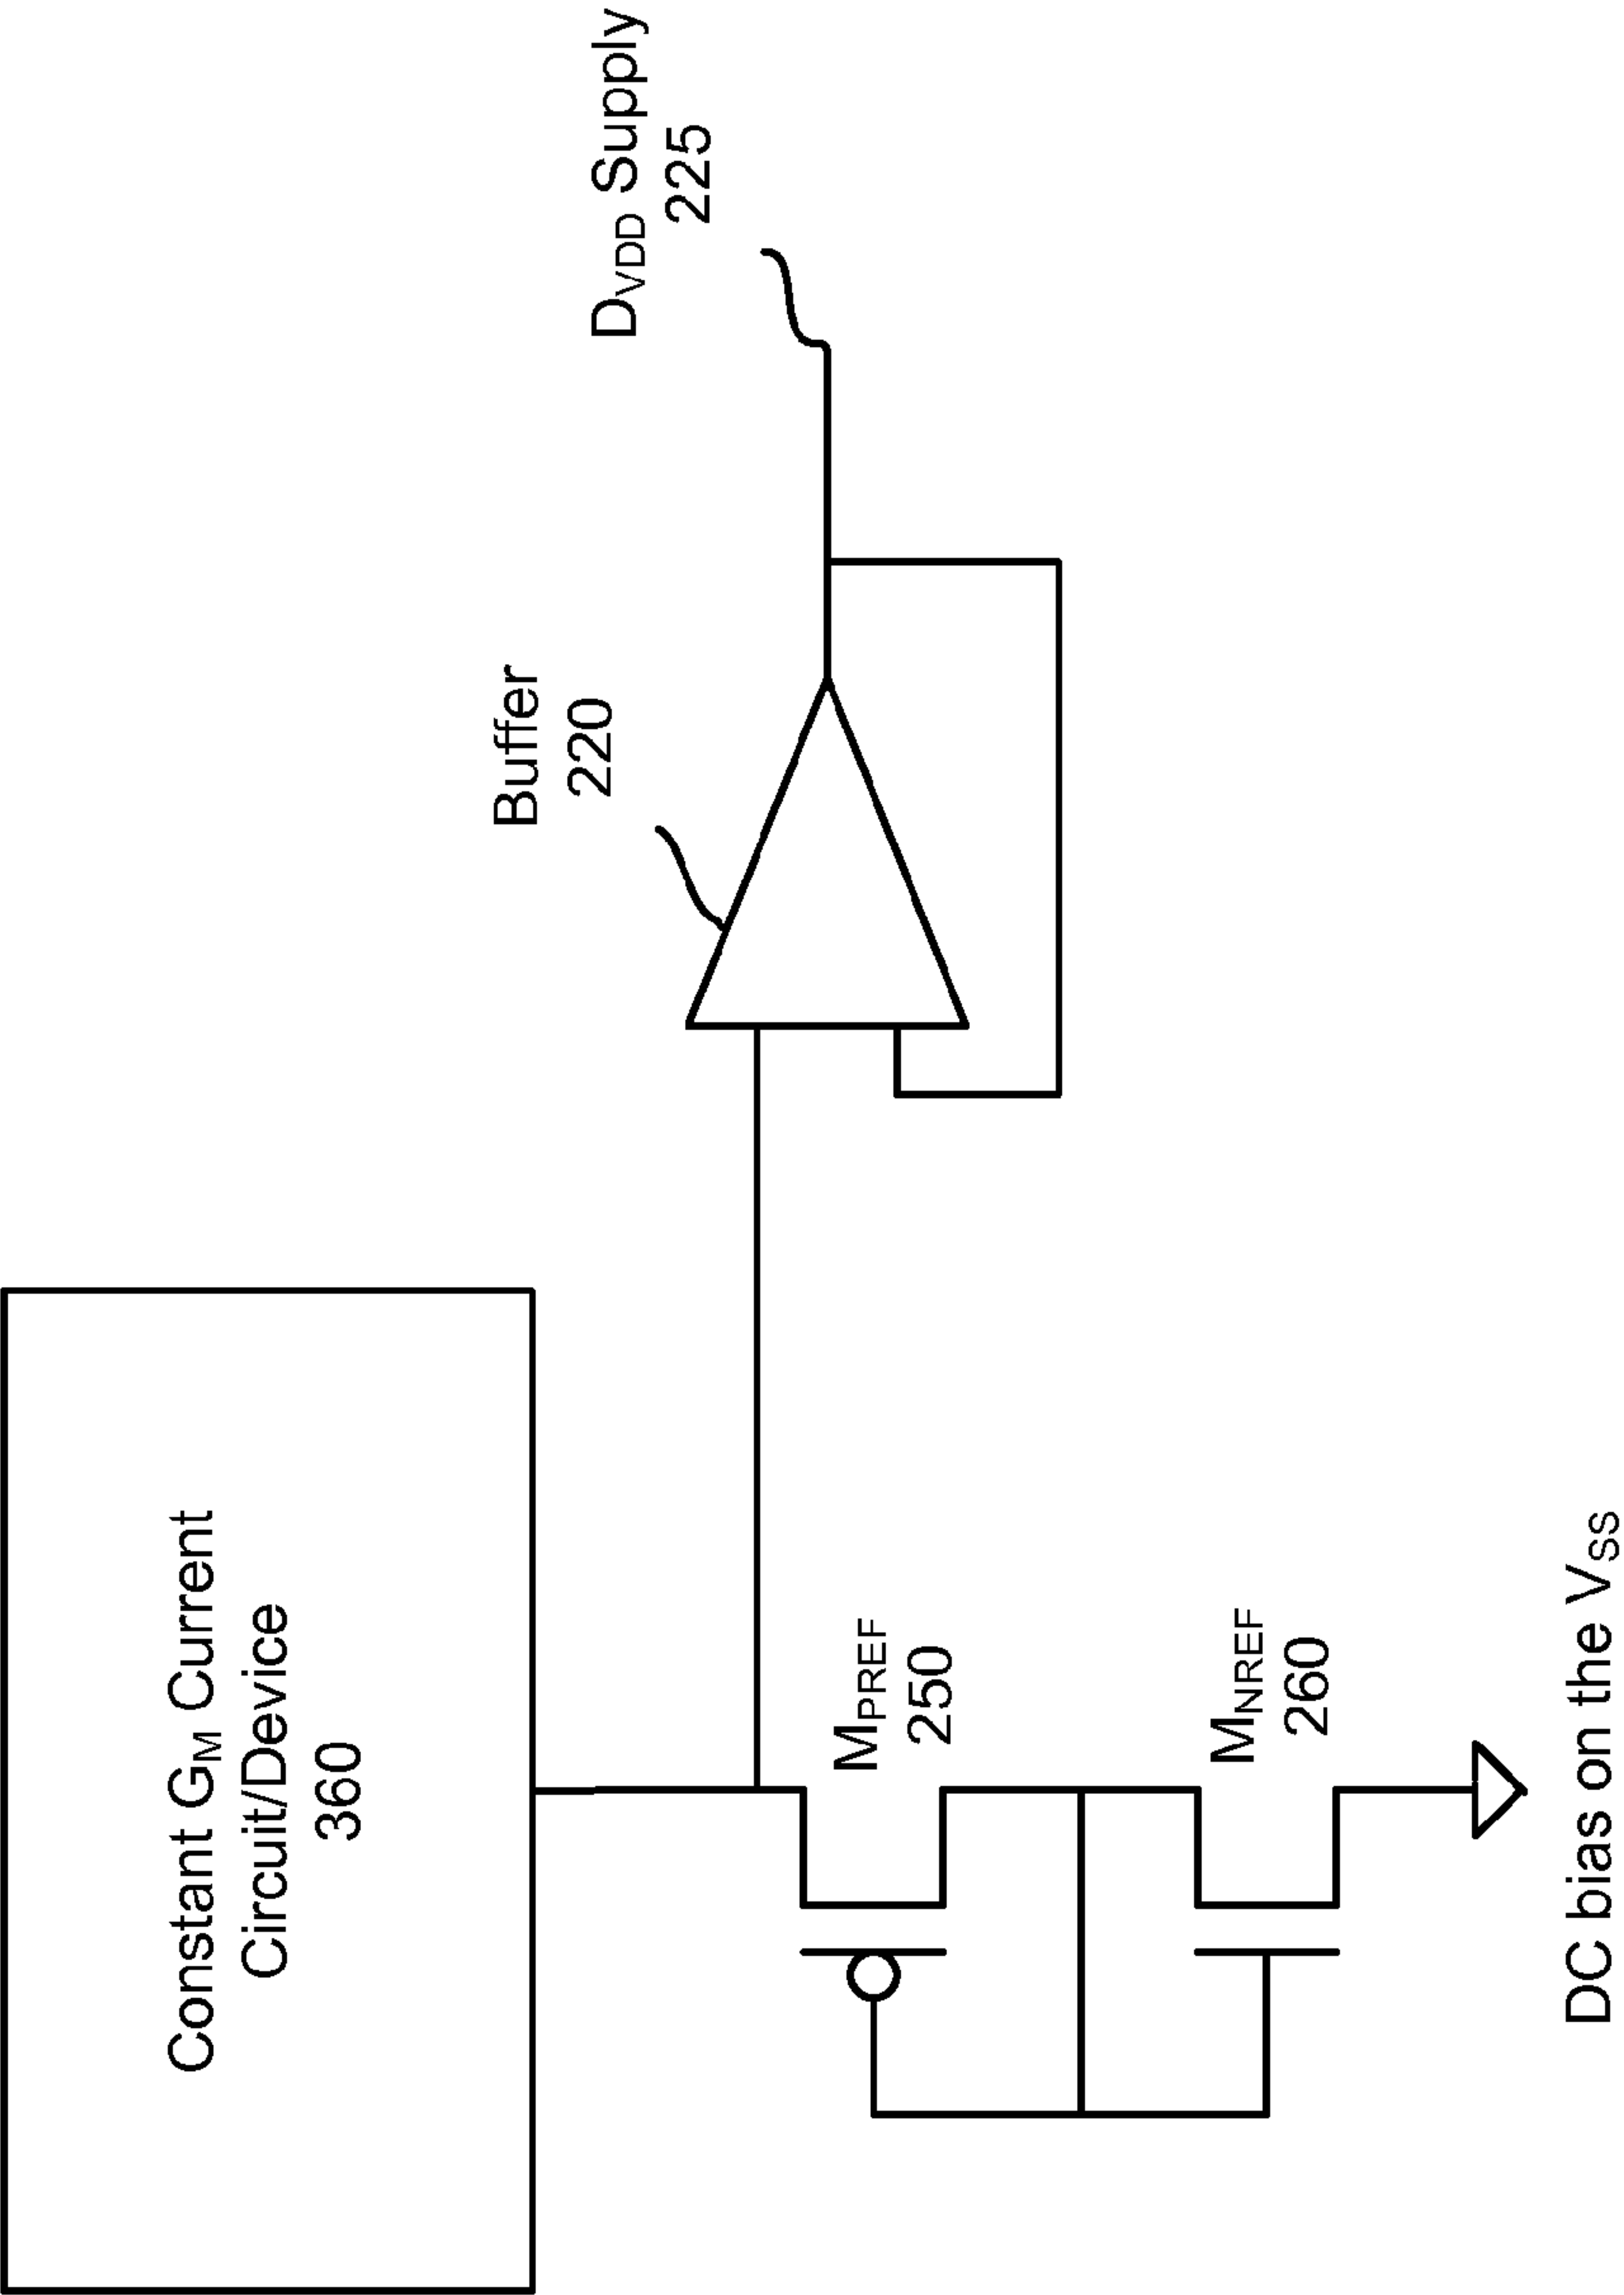 Constant GM Current
Circuit/Device
360
Buffer
220
DVDD Supply
225
MPREF
250
MNREF
260
DC bias on the VSS